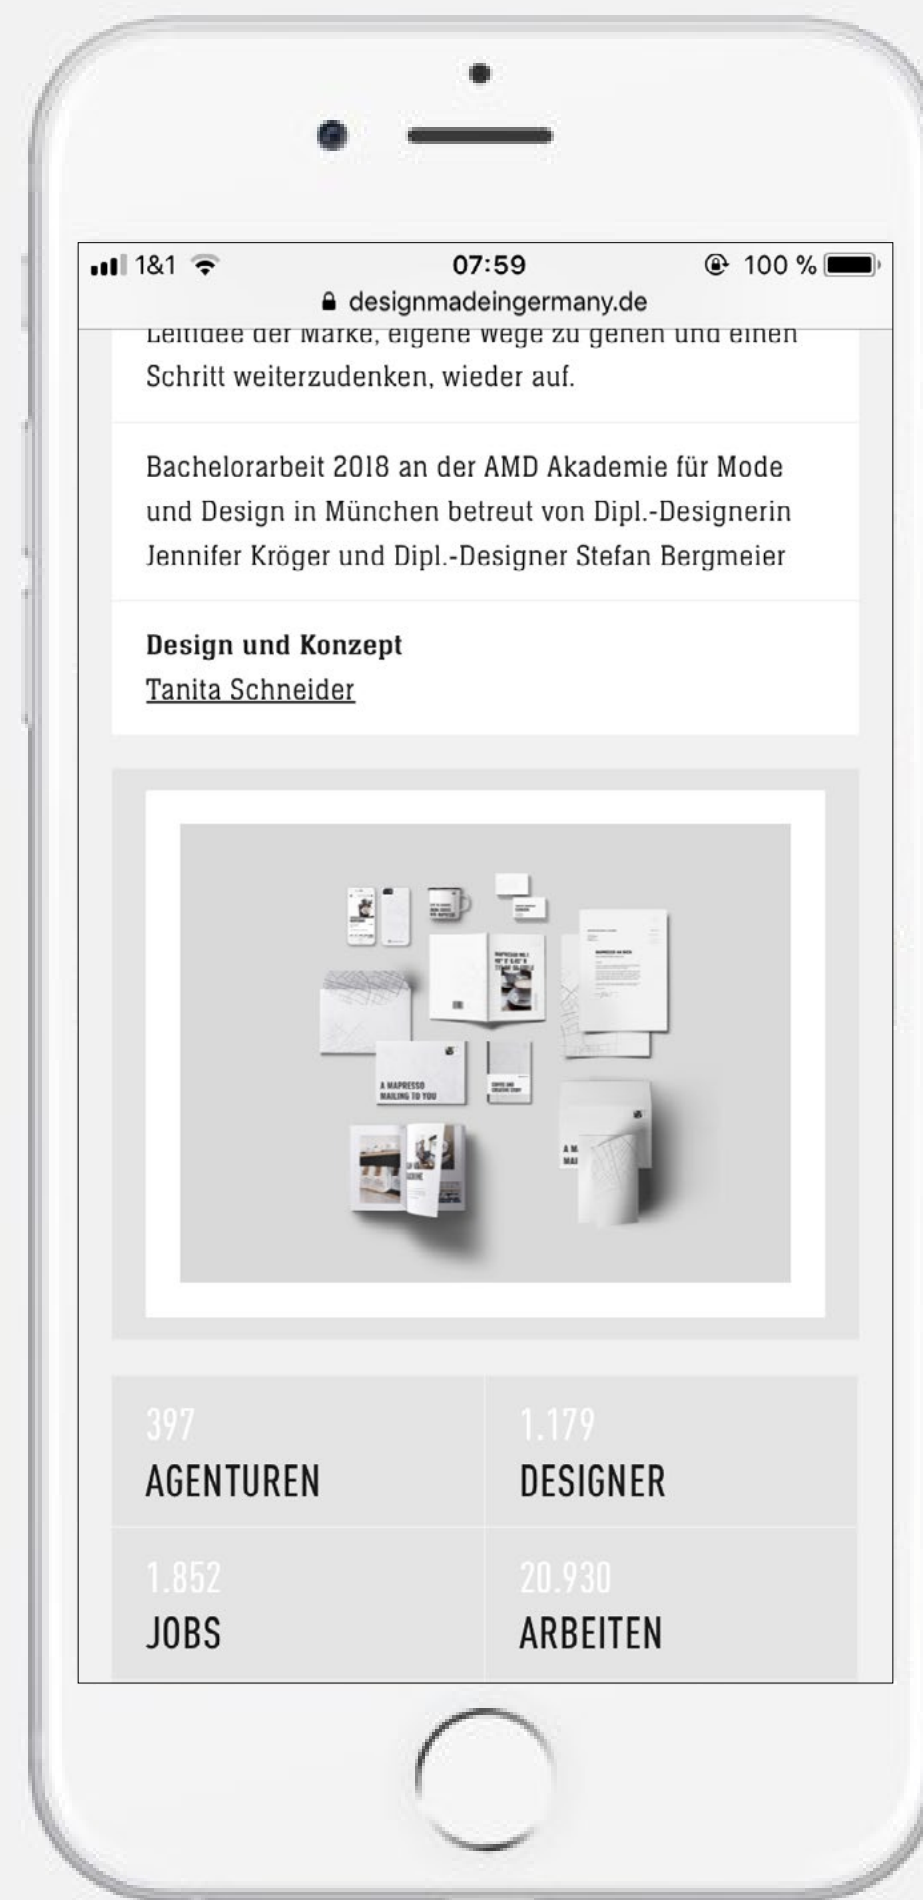 1&1
07:59
100 %
designmadeingermany.de
Leitidee der Marke, eigene Wege zu gehen und einen
Schritt weiterzudenken, wieder auf.
Bachelorarbeit 2018 an der AMD Akademie für Mode
und Design in München betreut von Dipl.-Designerin
Jennifer Kröger und Dipl.-Designer Stefan Bergmeier
Design und Konzept
Tanita Schneider
A MAPRESSO
MAILING TO YOU
COFFEE AND
397
AGENTUREN
1.179
DESIGNER
1.852
JOBS
20.930
ARBEITEN